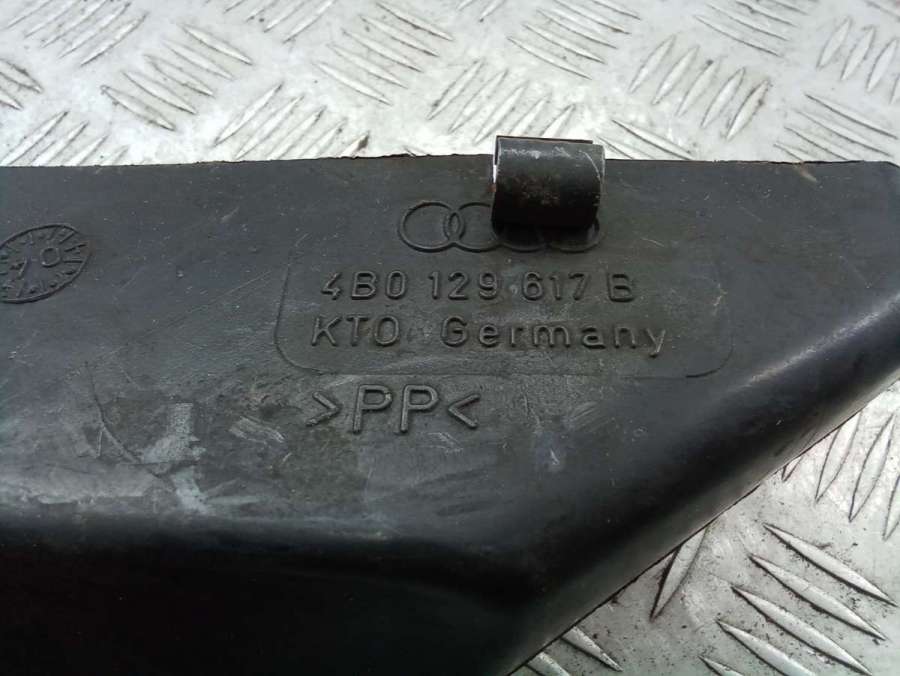 4B0 129 617 B
KTO Germany
>PP<